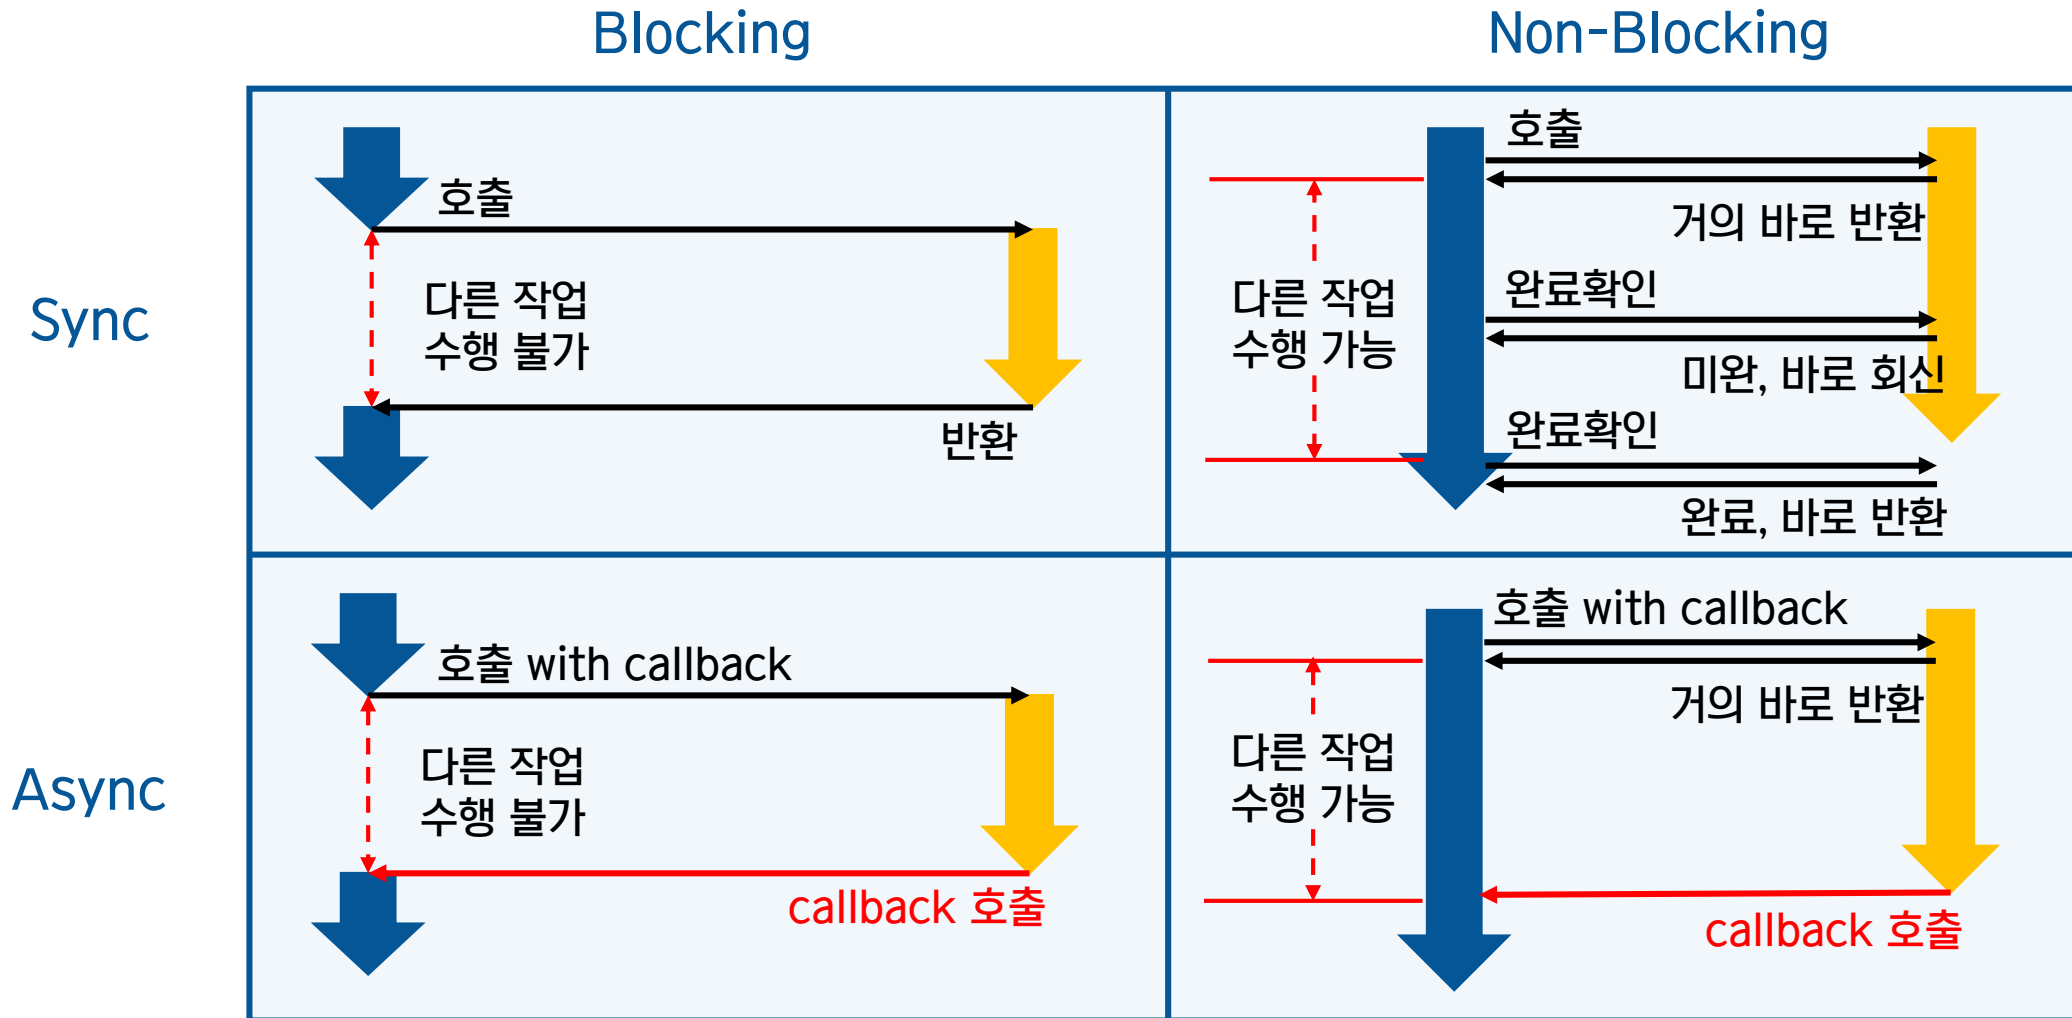 Blocking
Non-Blocking
Sync
호출
다른 작업
수행 불가
반환
호출
거의 바로 반환
다른 작업
수행 가능
완료확인
미완, 바로 회신
완료확인
완료, 바로 반환
Async
호출 with callback
다른 작업
수행 불가
callback 호출
호출 with callback
거의 바로 반환
다른 작업
수행 가능
callback 호출